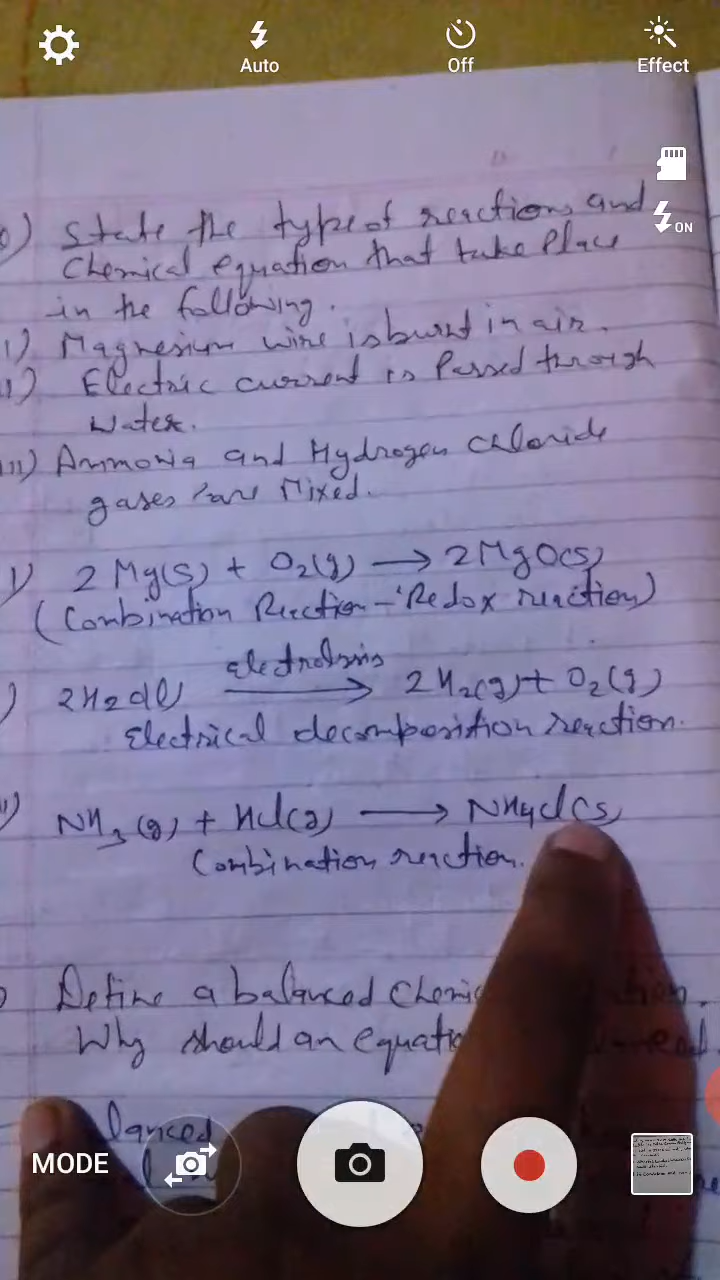 Auto
Off
Effect
ON
State the type of reactions and
Chemical equation that take place
in the following.
i) Magnesium wire is burnt in air.
ii) Electric current is Passed through
water.
iii) Ammonia and Hydrogen chloride
gases are Mixed.
i) 2Mg(s) + O2(g) → 2MgO(s)
(Combination Reaction - Redox reaction)
2H2O(l) electrolysis → 2H2(g) + O2(g)
Electrical decomposition reaction.
NH3(g) + HCl(g) → NH4Cl(s)
Combination reaction.
Define a balanced
Why should an
MODE